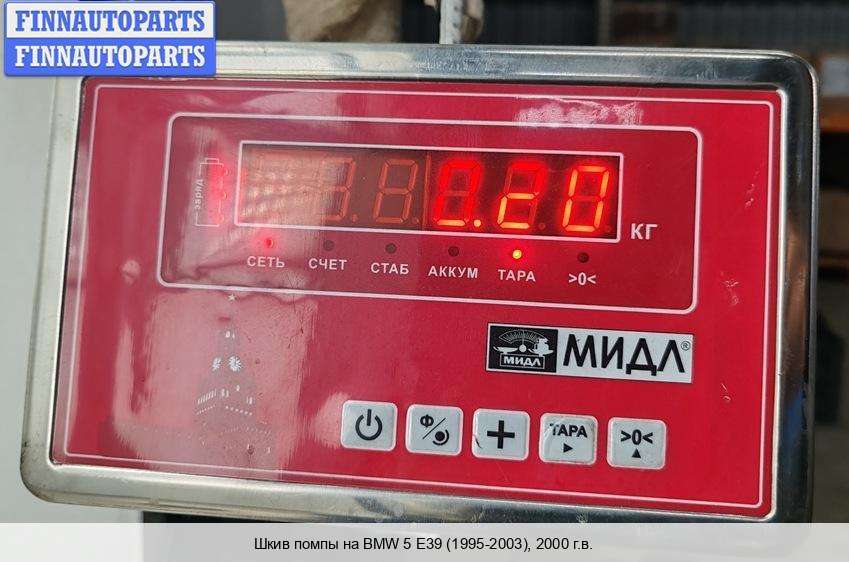 FINNAUTOPARTS
FINNAUTOPARTS
заряд
0.20
КГ
СЕТЬ СЧЕТ СТАБ АККУМ ТАРА >0<
МИДЛ
МИДЛ®
Ф
ТАРА
>0<
Шкив помпы на BMW 5 E39 (1995-2003), 2000 г.в.